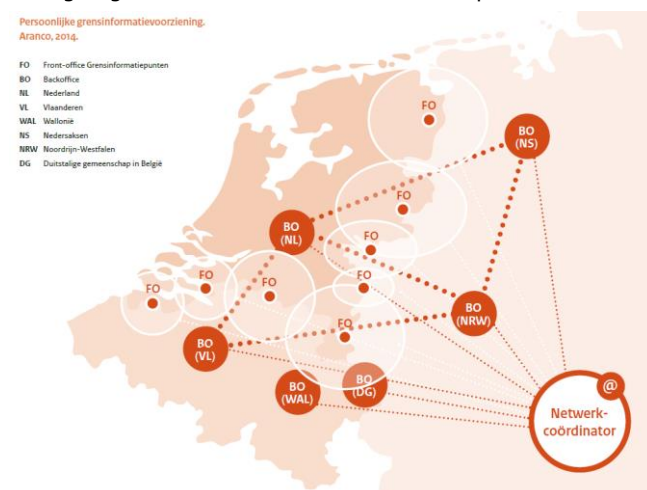 Persoonlijke grensinformatievoorziening.
Aranco, 2014.
FO Front-office Grensinformatiepunten
BO Backoffice
NL Nederland
VL Vlaanderen
WAL Wallonië
NS Nedersaksen
NRW Noordrijn-Westfalen
DG Duitstalige gemeenschap in België
FO
BO
(NS)
FO
BO
(NL)
FO
FO
FO
FO
FO
BO
(NRW)
FO
BO
(VL)
BO
(WAL)
BO
(DG)
@
Netwerk-
coördinator